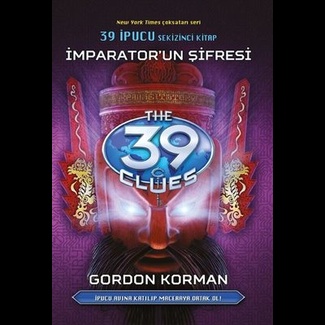 New York Times çoksatan seri
39 İPUCU SEKİZİNCİ KİTAP
İMPARATOR'UN ŞİFRESİ
THE
39
CLUES
GORDON KORMAN
İPUCU AVINA KATILIP MACERAYA ORTAK OL!